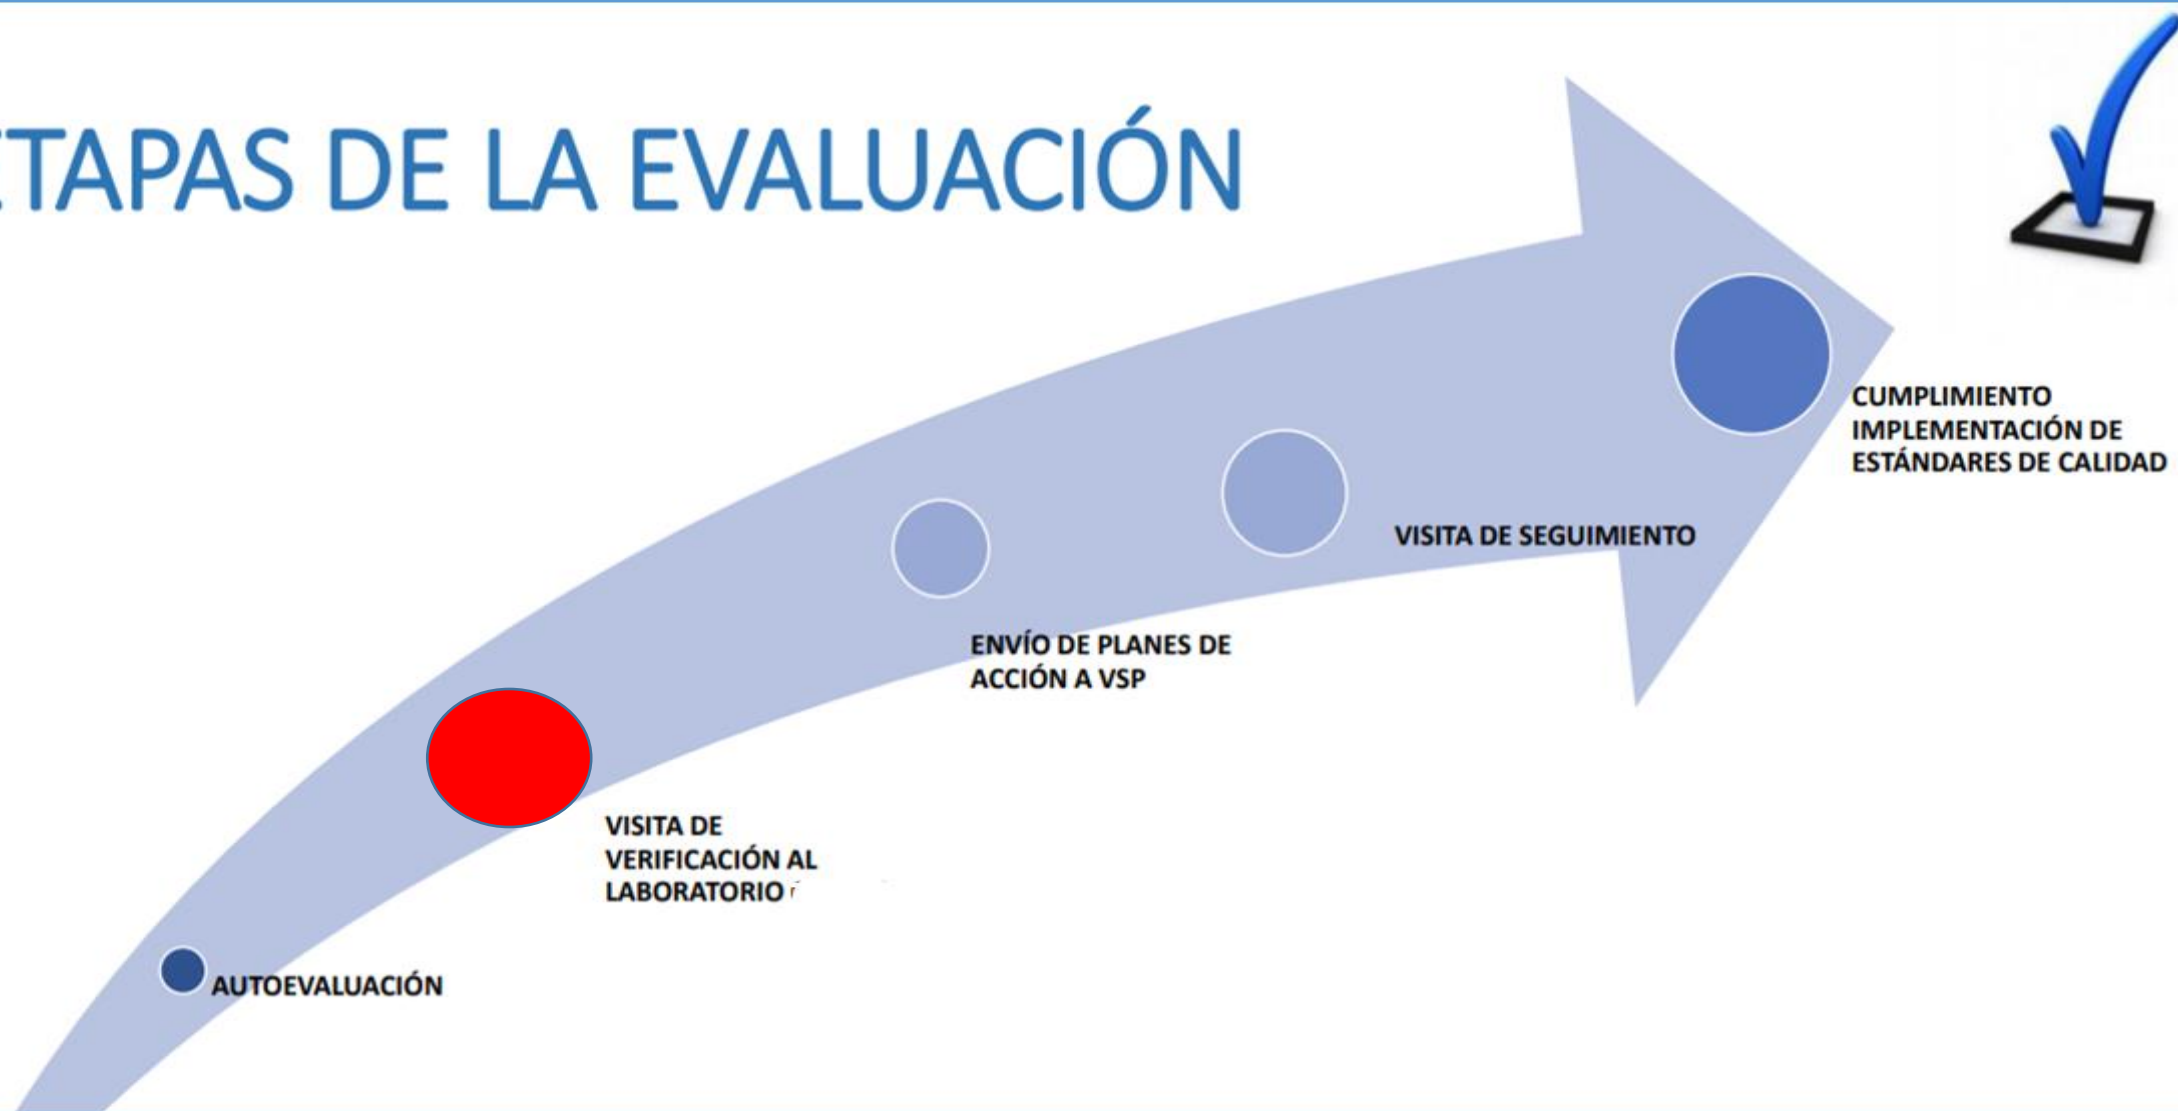 ETAPAS DE LA EVALUACIÓN
CUMPLIMIENTO
IMPLEMENTACIÓN DE
ESTÁNDARES DE CALIDAD
VISITA DE SEGUIMIENTO
ENVÍO DE PLANES DE
ACCIÓN A VSP
VISITA DE
VERIFICACIÓN AL
LABORATORIO
AUTOEVALUACIÓN